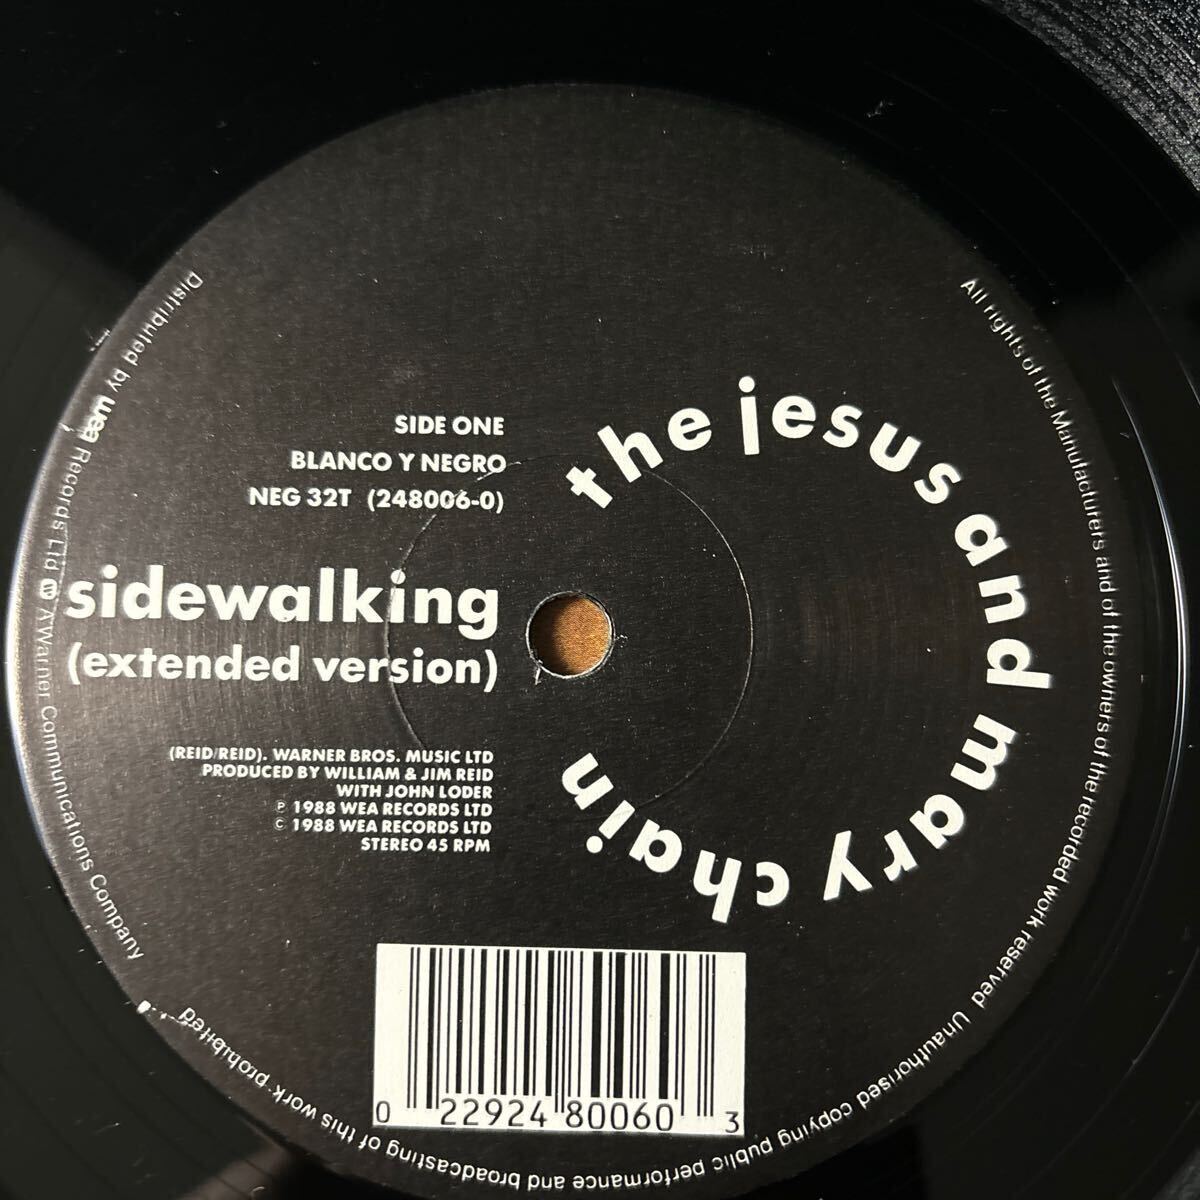 the jesus and mary chain
SIDE ONE
BLANCO Y NEGRO
NEG 32T (248006-0)
sidewalking
(extended version)
(REID/REID). WARNER BROS. MUSIC LTD
PRODUCED BY WILLIAM & JIM REID
WITH JOHN LODER
℗ 1988 WEA RECORDS LTD
© 1988 WEA RECORDS LTD
STEREO 45 RPM
0 22924 80060 3
All rights of the Manufacturers and of the owners of the recorded work reserved Unauthorised copying public performance and broadcasting of this work prohibited
Distributed by wea Records Ltd A Warner Communications Company